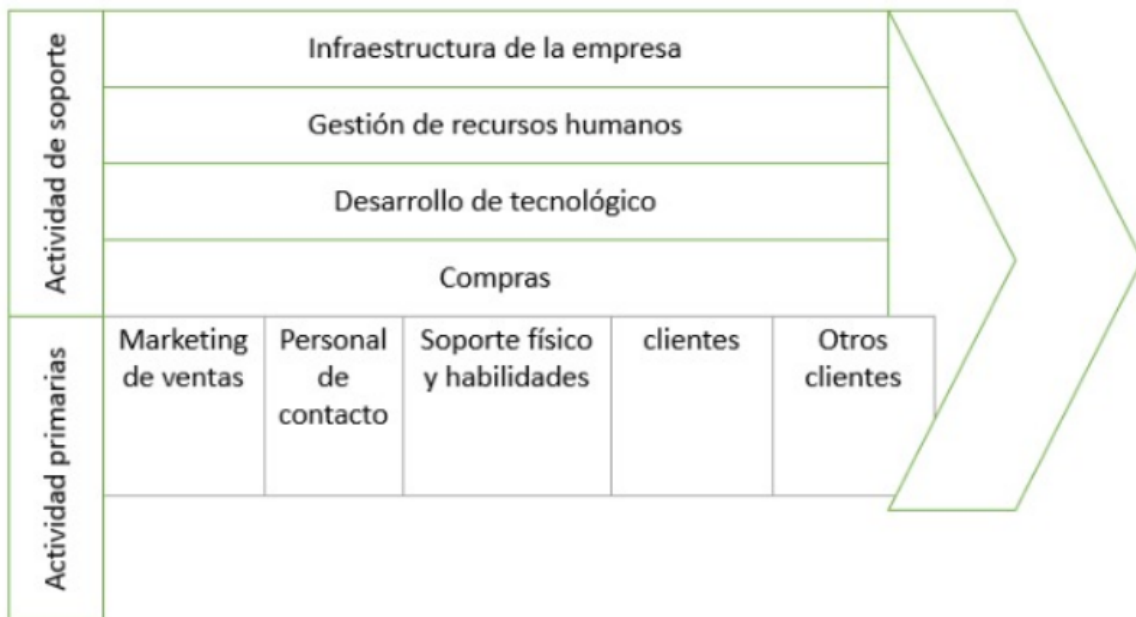 Actividad de soporte
Infraestructura de la empresa
Gestión de recursos humanos
Desarrollo de tecnológico
Compras
Actividad primarias
Marketing
de ventas
Personal
de
contacto
Soporte físico
y habilidades
clientes
Otros
clientes